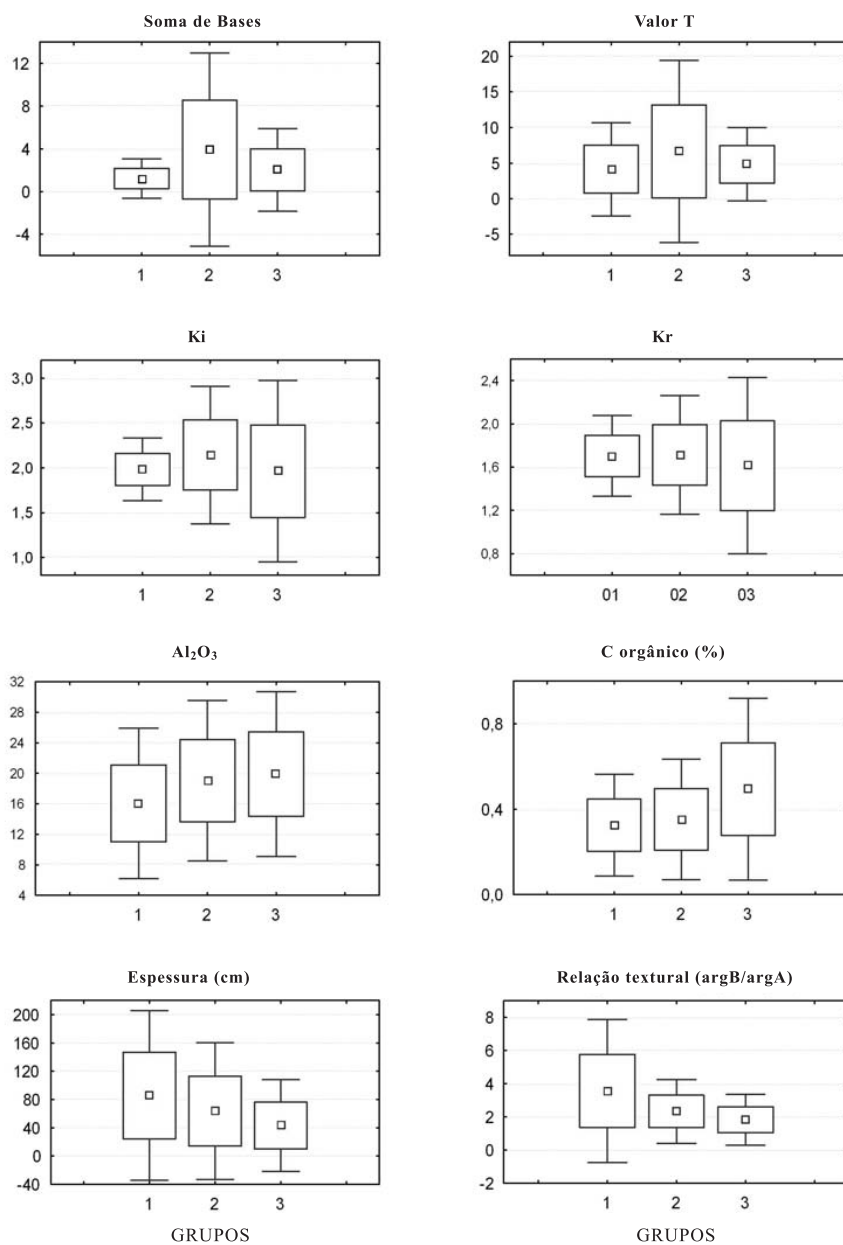 Soma de Bases
12
8
4
0
-4
1 2 3
Valor T
20
15
10
5
0
-5
1 2 3
Ki
3,0
2,5
2,0
1,5
1,0
1 2 3
Kr
2,4
2,0
1,6
1,2
0,8
01 02 03
Al₂O₃
32
28
24
20
16
12
8
4
1 2 3
C orgânico (%)
0,8
0,4
0,0
1 2 3
Espessura (cm)
200
160
120
80
40
0
-40
1 2 3
GRUPOS
Relação textural (argB/argA)
8
6
4
2
0
-2
1 2 3
GRUPOS